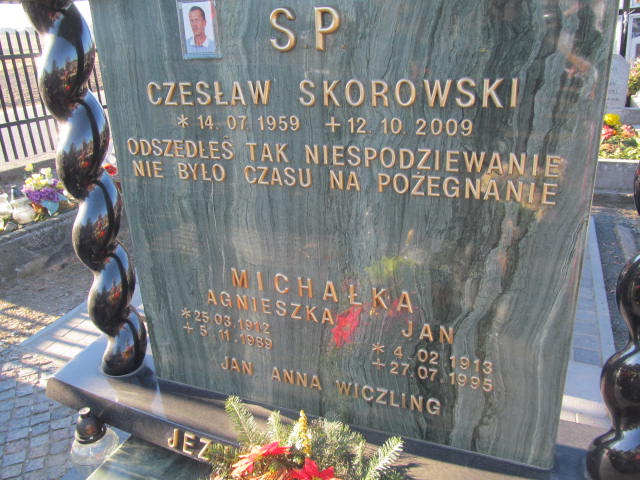 S P
CZESŁAW SKOROWSKI
* 14. 07. 1959 + 12. 10. 2009
ODSZEDŁEŚ TAK NIESPODZIEWANIE
NIE BYŁO CZASU NA POŻEGNANIE
MICHAŁKA
AGNIESZKA
* 25 03. 1912
+ 5. 11. 1989
JAN
* 4. 02 1913
+ 27. 07. 1995
JAN ANNA WICZLING